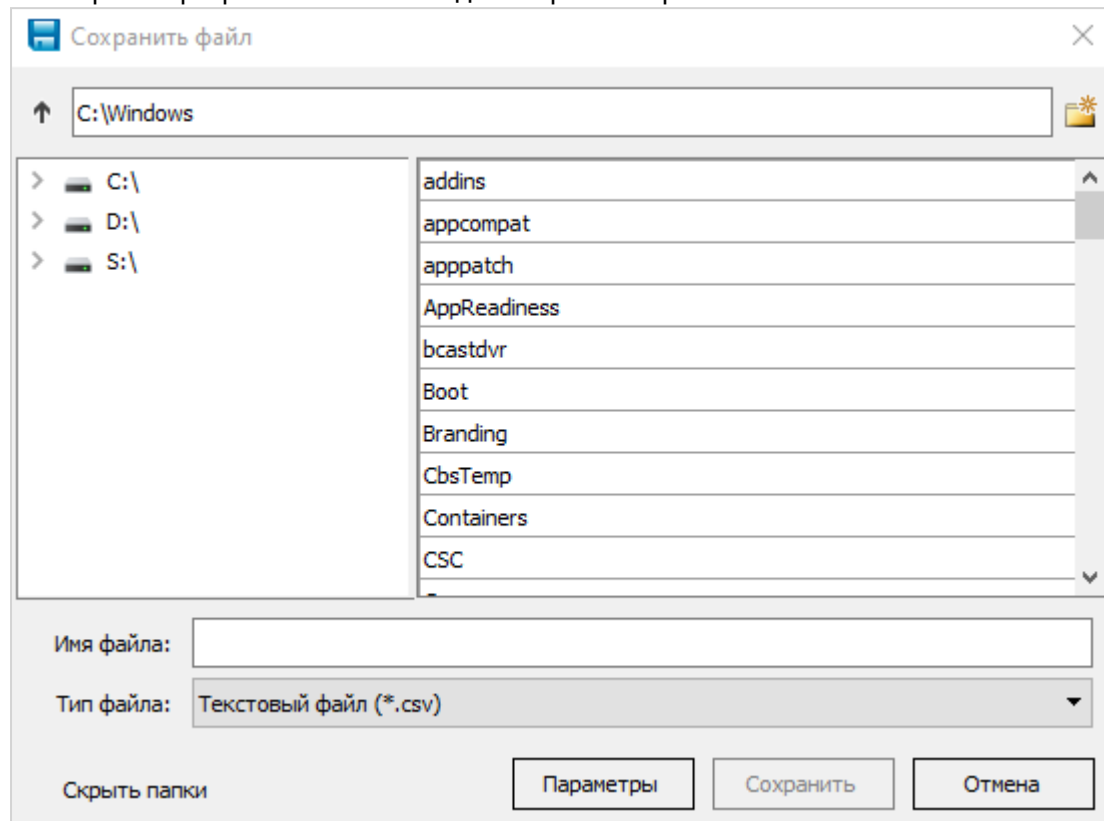 Сохранить файл
C:\Windows
C:\
D:\
S:\
addins
appcompat
apppatch
AppReadiness
bcastdvr
Boot
Branding
CbsTemp
Containers
CSC
Имя файла:
Тип файла: Текстовый файл (*.csv)
Скрыть папки
Параметры
Сохранить
Отмена